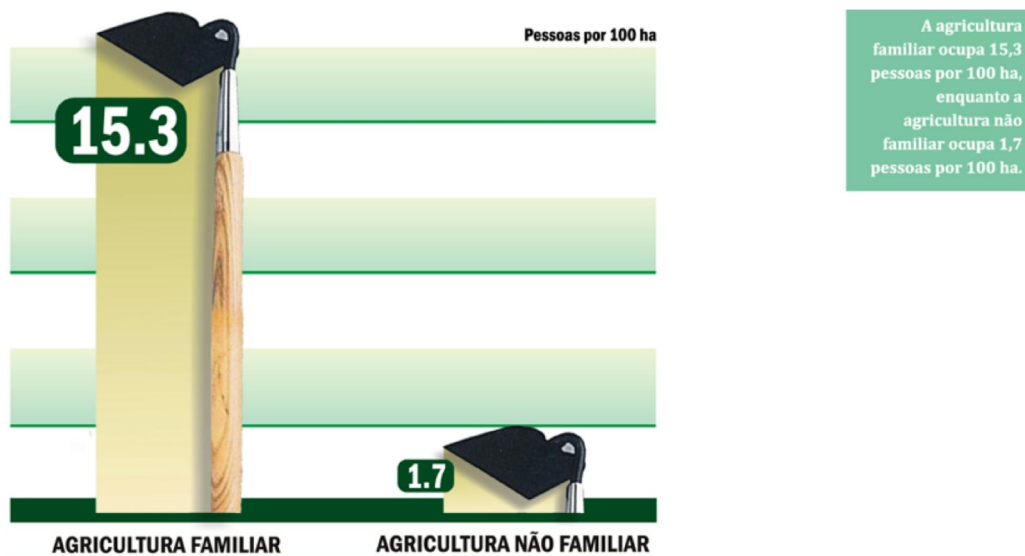 Pessoas por 100 ha
15.3
1.7
AGRICULTURA FAMILIAR
AGRICULTURA NÃO FAMILIAR
A agricultura
familiar ocupa 15,3
pessoas por 100 ha,
enquanto a
agricultura não
familiar ocupa 1,7
pessoas por 100 ha.